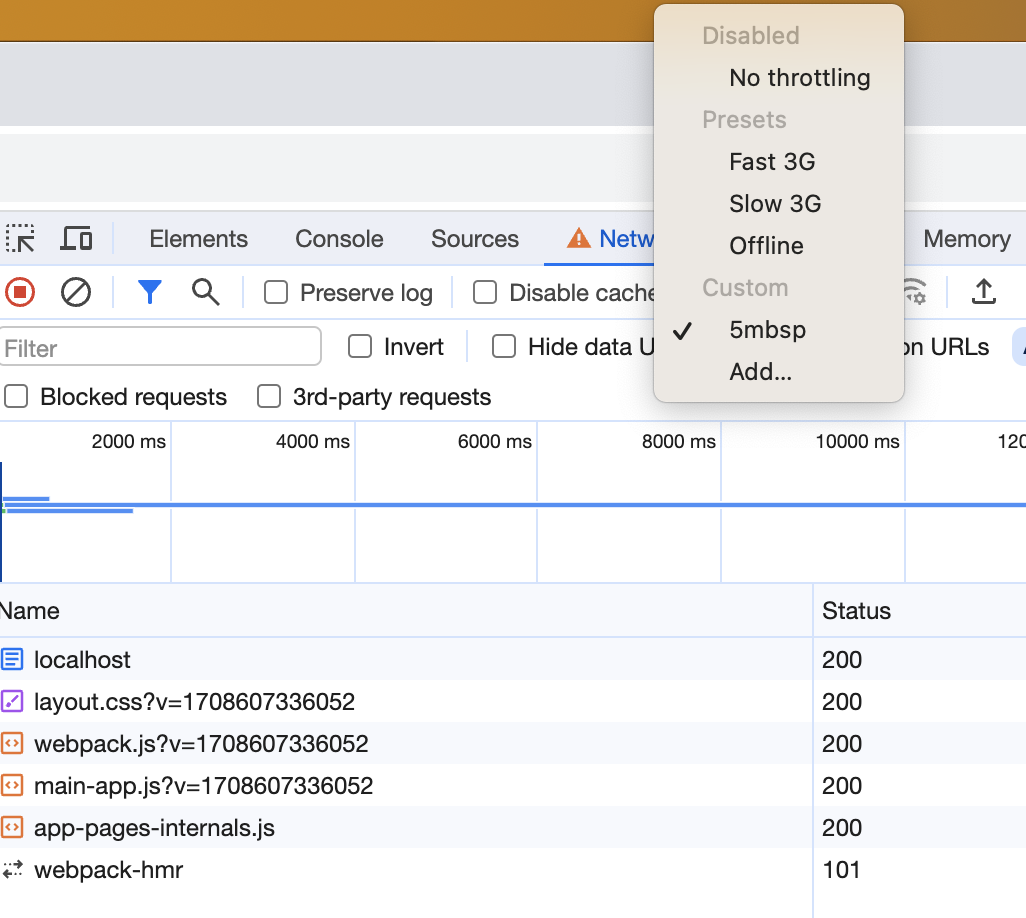 Disabled
No throttling
Presets
Fast 3G
Slow 3G
Offline
Custom
5mbsp
Add...
Elements Console Sources Netw Memory
Preserve log Disable cache
Filter Invert Hide data U on URLs
Blocked requests 3rd-party requests
2000 ms 4000 ms 6000 ms 8000 ms 10000 ms 120
Name Status
localhost 200
layout.css?v=1708607336052 200
webpack.js?v=1708607336052 200
main-app.js?v=1708607336052 200
app-pages-internals.js 200
webpack-hmr 101